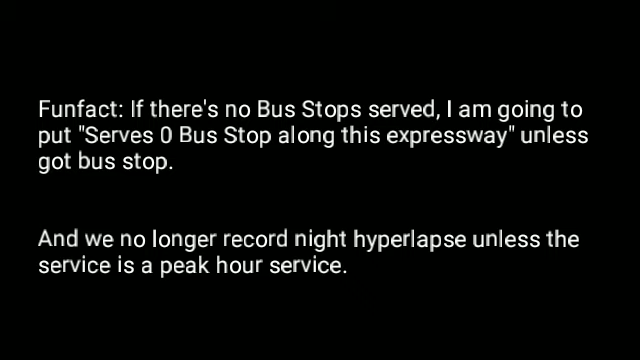 Funfact: If there's no Bus Stops served, I am going to
put "Serves 0 Bus Stop along this expressway" unless
got bus stop.
And we no longer record night hyperlapse unless the
service is a peak hour service.